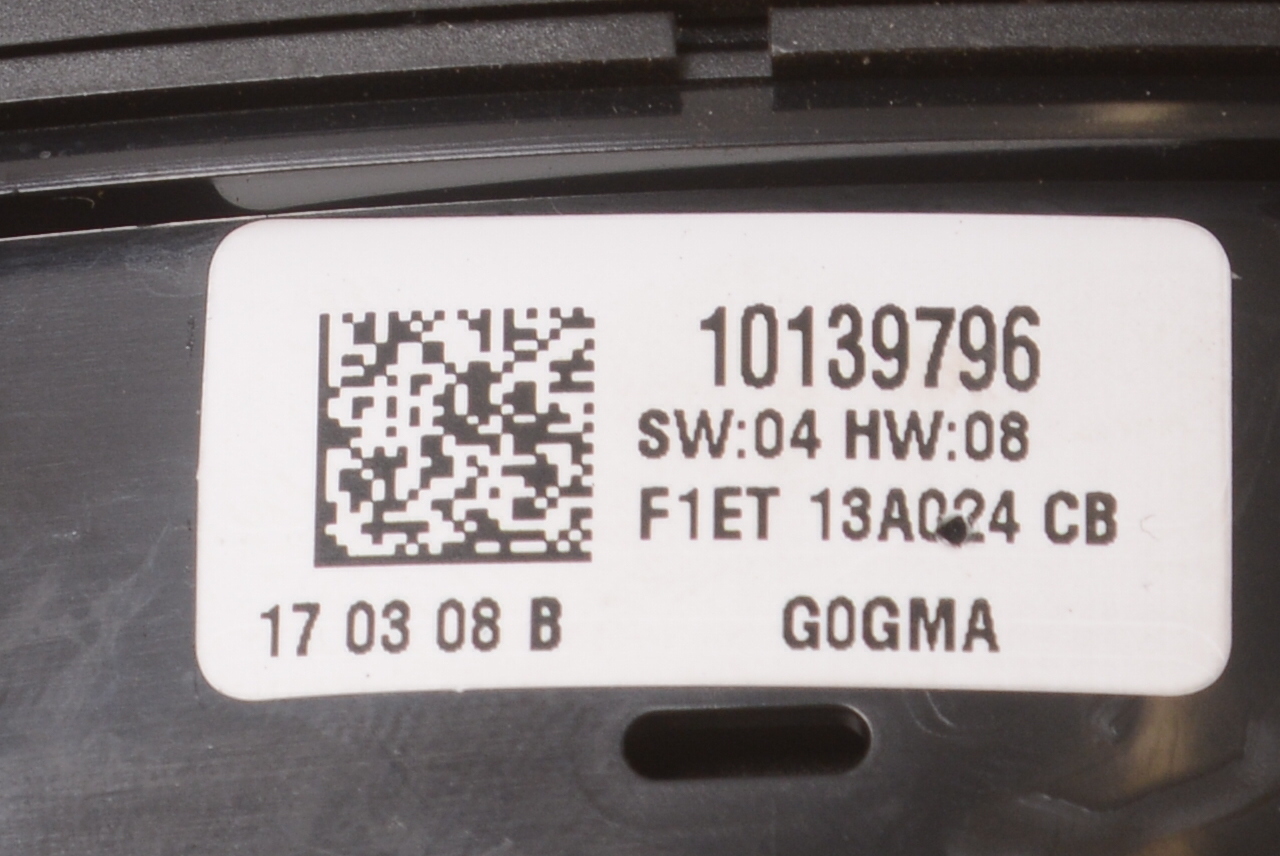 10139796
SW:04 HW:08
F1ET 13A024 CB
17 03 08 B
G0GMA